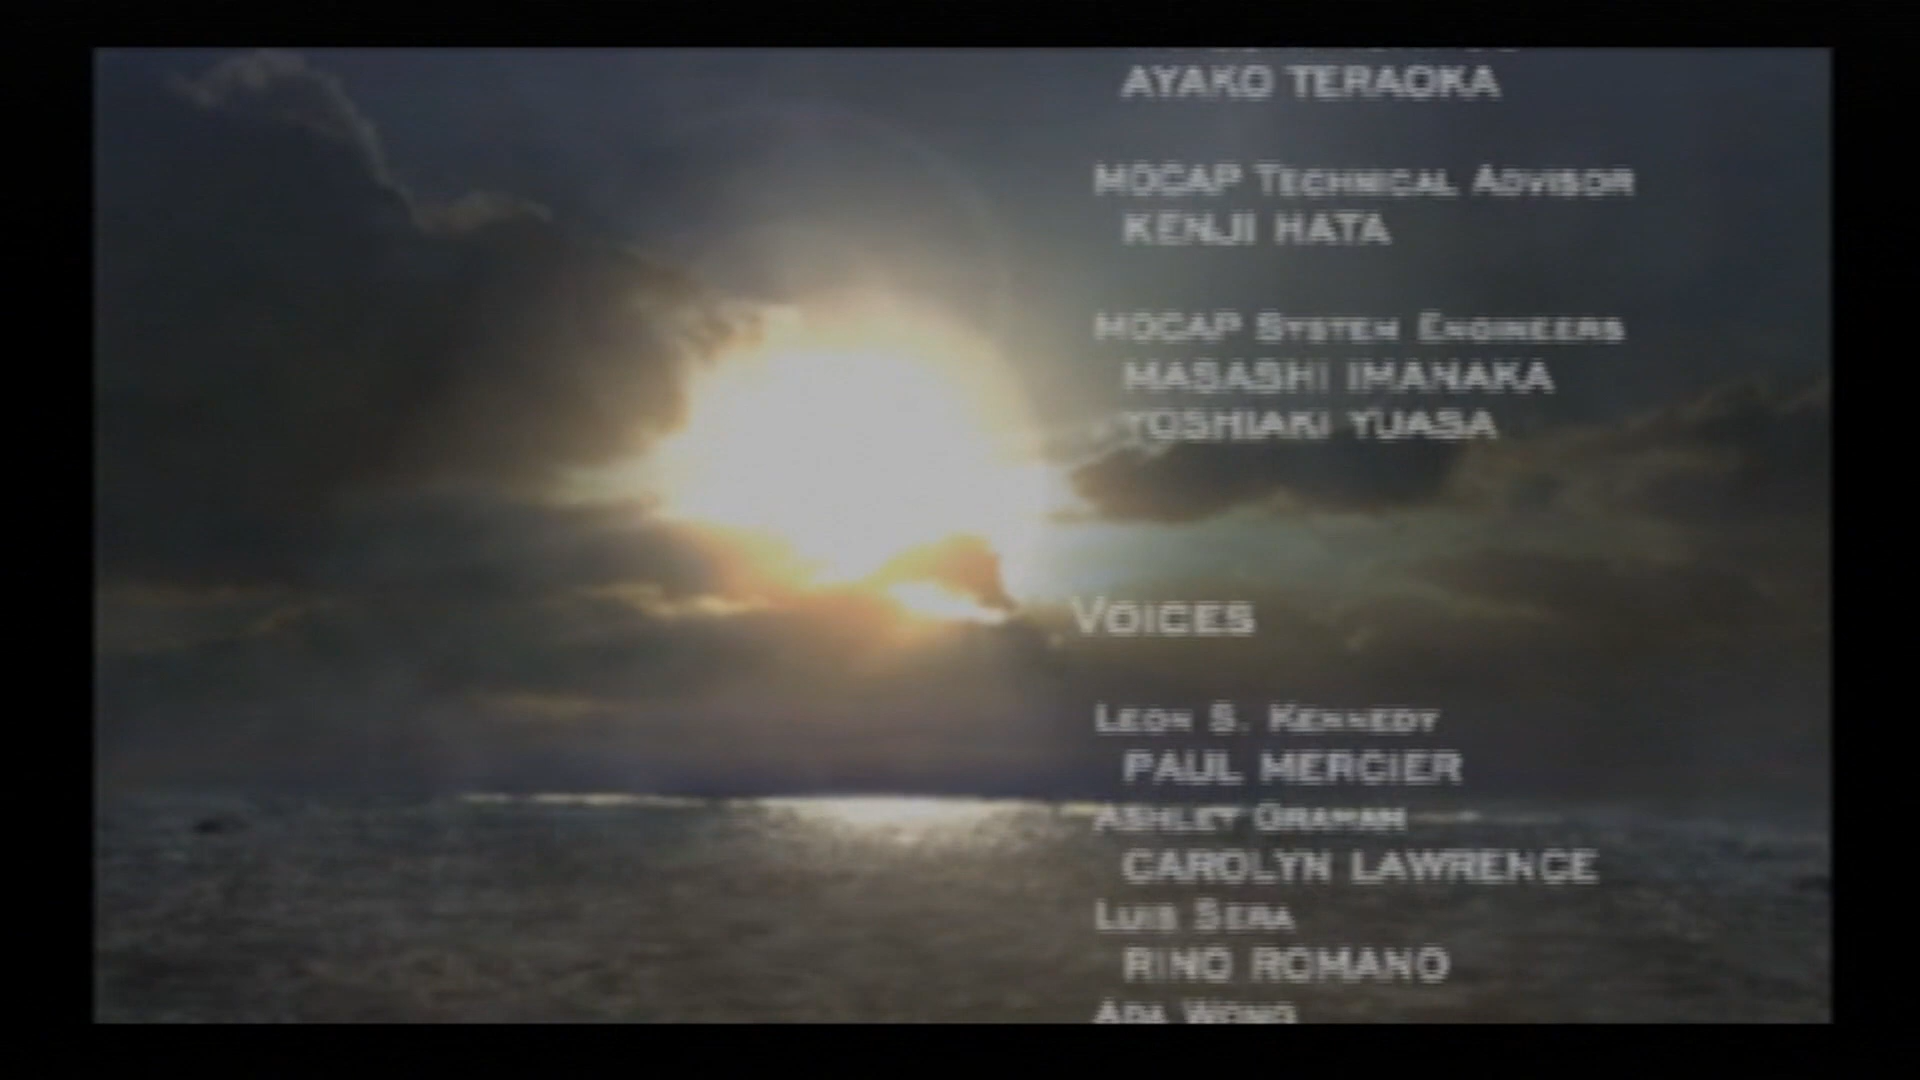 AYAKO TERAOKA
MOCAP TECHNICAL ADVISOR
KENJI HATA
MOCAP SYSTEM ENGINEERS
MASASHI IMANAKA
YOSHIAKI YUASA
VOICES
LEON S. KENNEDY
PAUL MERCIER
ASHLEY GRAHAM
CAROLYN LAWRENCE
LUIS SERA
RINO ROMANO
ADA WONG